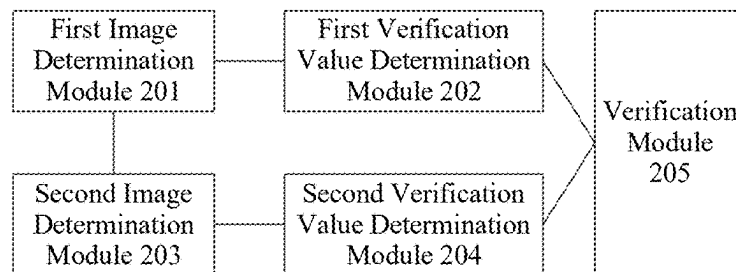 First Image
Determination
Module 201
First Verification
Value Determination
Module 202
Verification
Module
205
Second Image
Determination
Module 203
Second Verification
Value Determination
Module 204